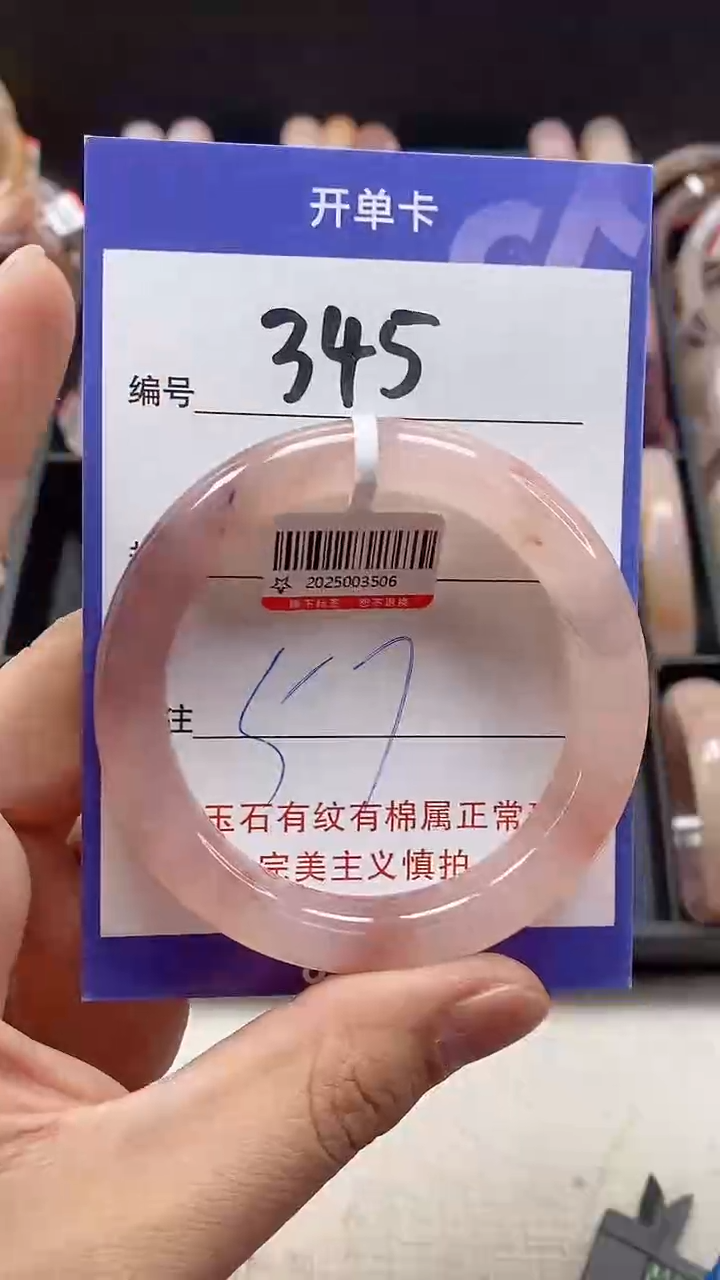 开单卡
编号 345
2025003506
注 57
玉石有纹有棉属正常
完美主义慎拍